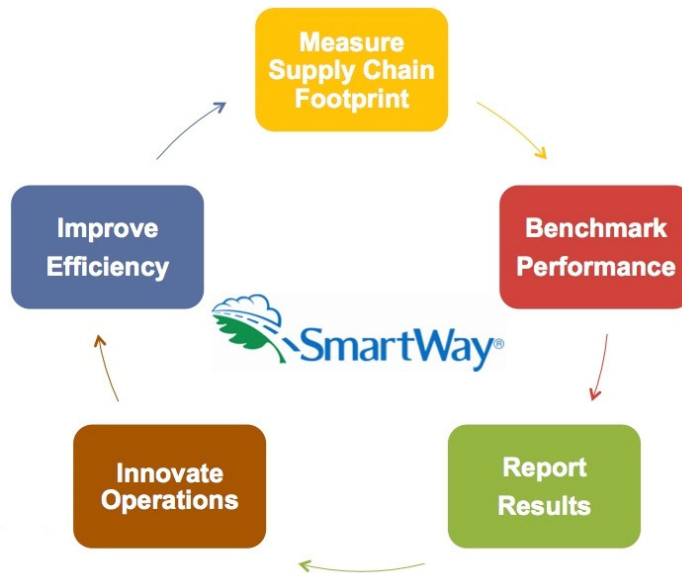 Measure
Supply Chain
Footprint
Benchmark
Performance
Report
Results
Innovate
Operations
Improve
Efficiency
SmartWay®